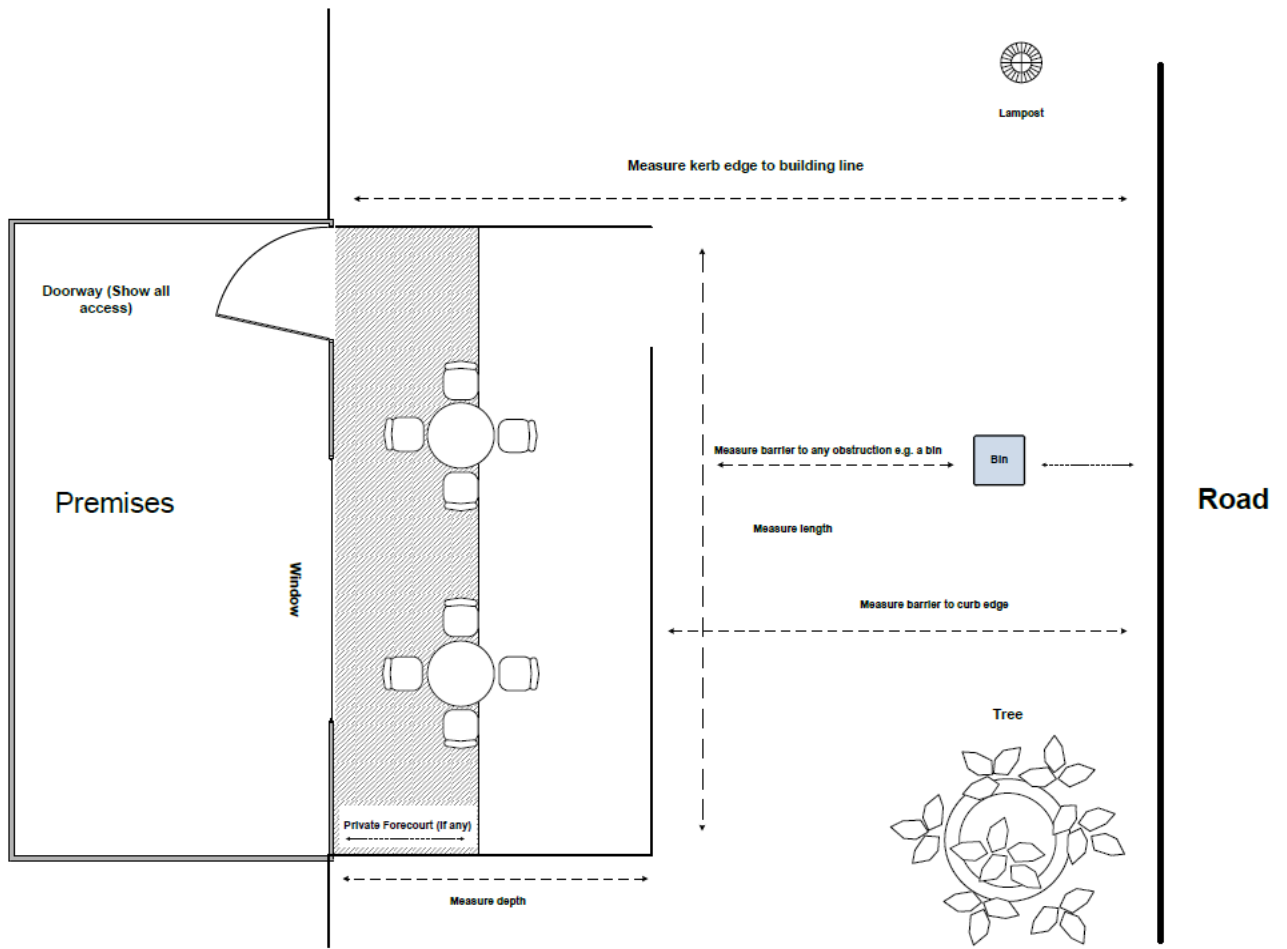 Lampost
Measure kerb edge to building line
Doorway (Show all
access)
Measure barrier to any obstruction e.g. a bin
Bin
Premises
Road
Measure length
Window
Measure barrier to curb edge
Tree
Private Forecourt (if any)
Measure depth